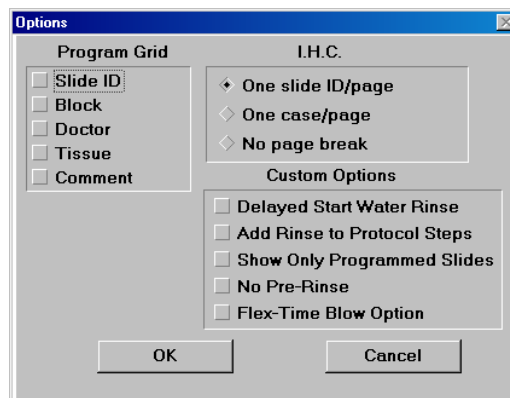 Options
Program Grid
Slide ID
Block
Doctor
Tissue
Comment
I.H.C.
One slide ID/page
One case/page
No page break
Custom Options
Delayed Start Water Rinse
Add Rinse to Protocol Steps
Show Only Programmed Slides
No Pre-Rinse
Flex-Time Blow Option
OK
Cancel